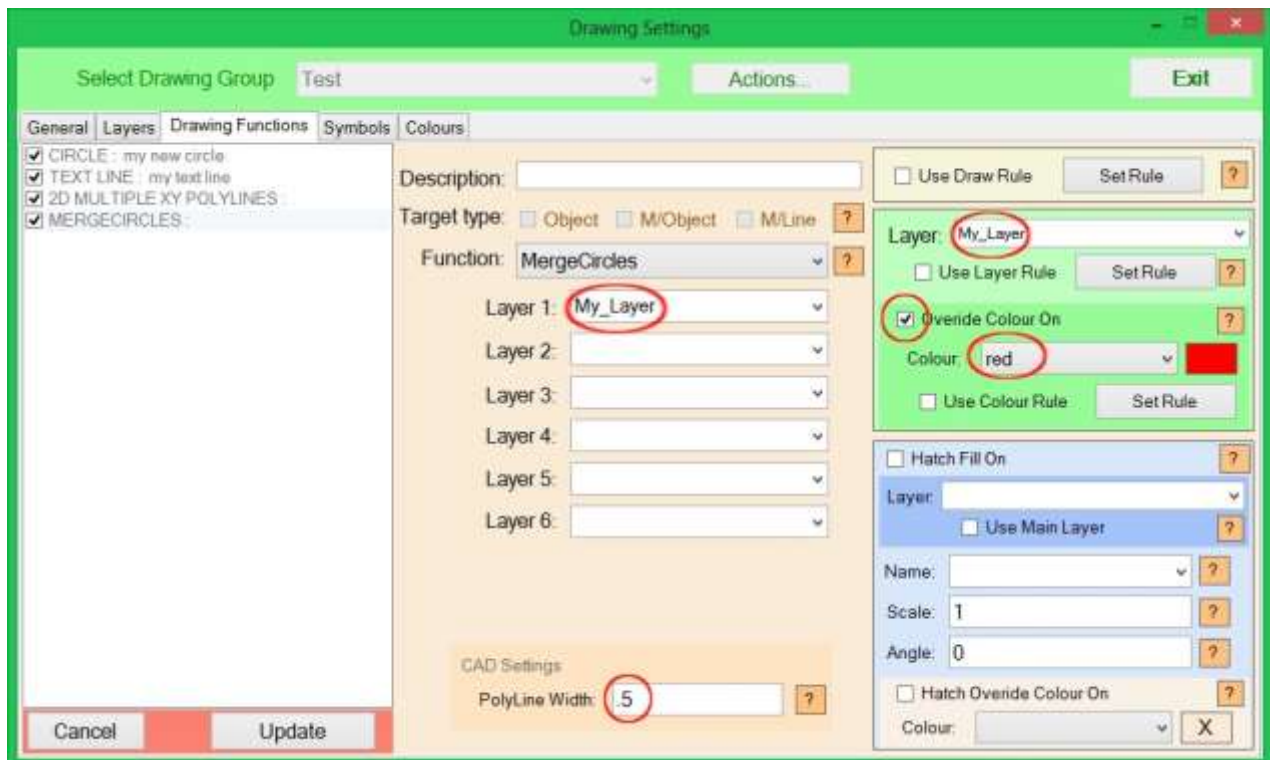 Drawing Settings
Select Drawing Group Test Actions... Exit
General Layers Drawing Functions Symbols Colours
CIRCLE : my new circle
TEXT LINE : my text line
2D MULTIPLE XY POLYLINES :
MERGECIRCLES :
Cancel Update
Description:
Target type: Object M/Object M/Line ?
Function: MergeCircles ?
Layer 1: My_Layer
Layer 2:
Layer 3:
Layer 4:
Layer 5:
Layer 6:
CAD Settings
PolyLine Width: .5 ?
Use Draw Rule Set Rule ?
Layer: My_Layer
Use Layer Rule Set Rule ?
Overide Colour On ?
Colour: red
Use Colour Rule Set Rule
Hatch Fill On ?
Layer:
Use Main Layer ?
Name: ?
Scale: 1 ?
Angle: 0 ?
Hatch Overide Colour On ?
Colour: X